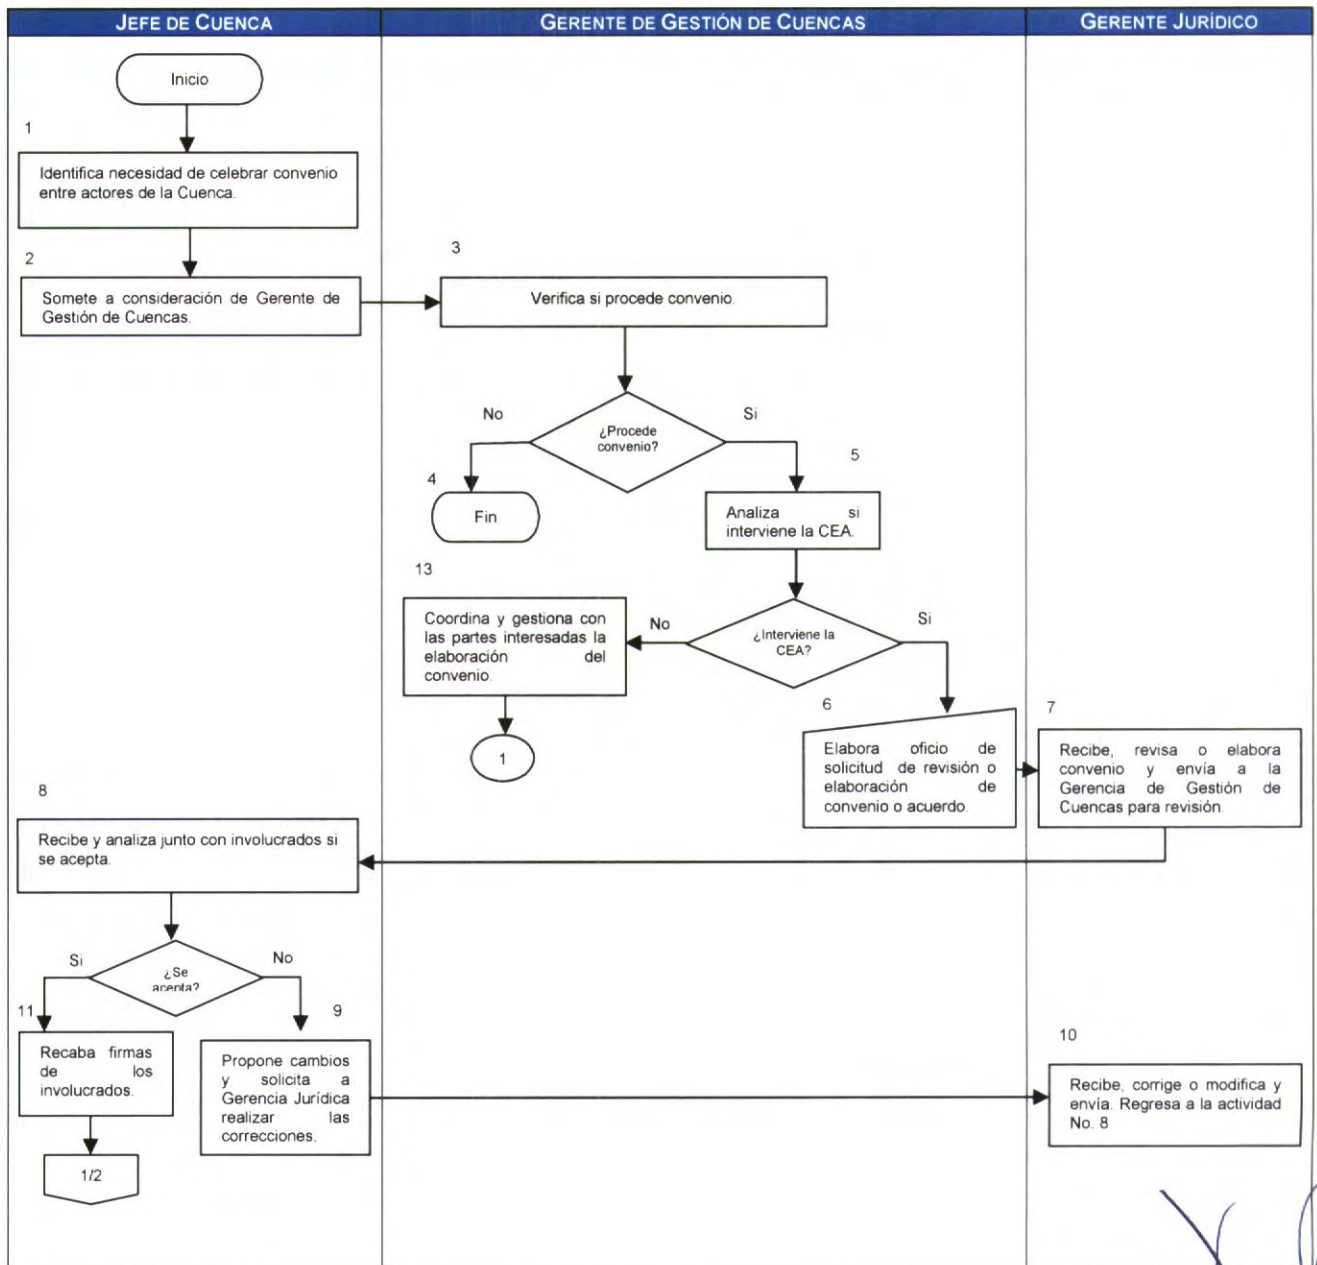 JEFE DE CUENCA
GERENTE DE GESTIÓN DE CUENCAS
GERENTE JURÍDICO
Inicio
1
Identifica necesidad de celebrar convenio
entre actores de la Cuenca.
2
Somete a consideración de Gerente de
Gestión de Cuencas.
3
Verifica si procede convenio.
No
¿Procede
convenio?
Si
4
Fin
5
Analiza si
interviene la CEA.
13
Coordina y gestiona con
las partes interesadas la
elaboración del
convenio.
No
¿Interviene la
CEA?
Si
1
6
Elabora oficio de
solicitud de revisión o
elaboración de
convenio o acuerdo.
7
Recibe, revisa o elabora
convenio y envía a la
Gerencia de Gestión de
Cuencas para revisión.
8
Recibe y analiza junto con involucrados si
se acepta.
Si
¿Se
acepta?
No
11
Recaba firmas
de los
involucrados.
9
Propone cambios
y solicita a
Gerencia Jurídica
realizar las
correcciones.
10
Recibe, corrige o modifica y
envía. Regresa a la actividad
No. 8
1/2